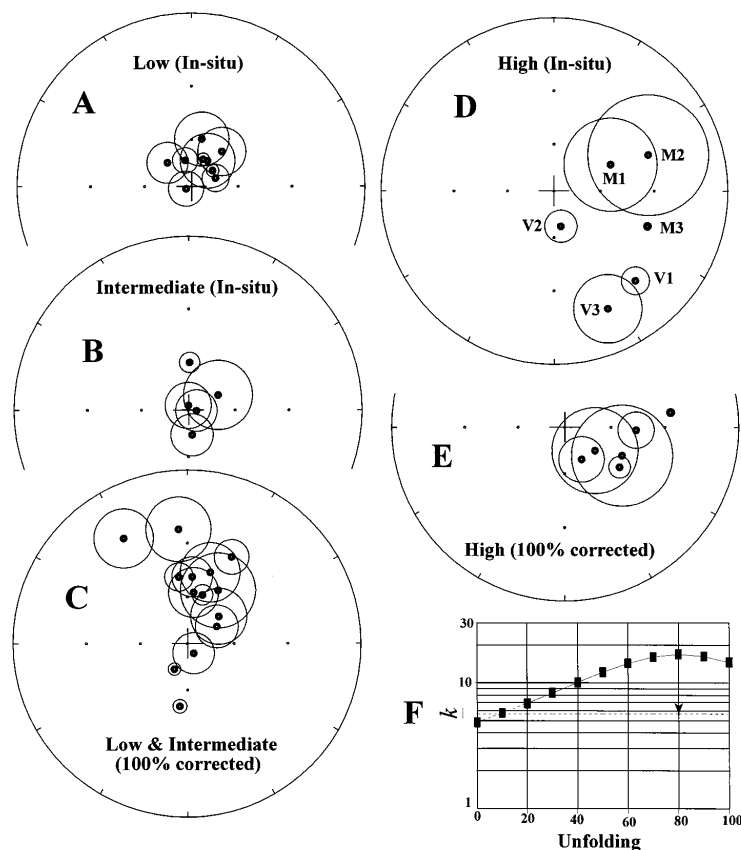 Low (In-situ)
A
Intermediate (In-situ)
B
C
Low & Intermediate
(100% corrected)
High (In-situ)
D
M1
M2
V2
M3
V1
V3
E
High (100% corrected)
F
k
30
10
1
0 20 40 60 80 100
Unfolding